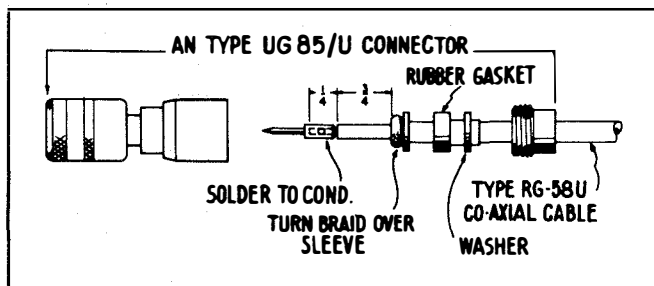 AN TYPE UG 85/U CONNECTOR
RUBBER GASKET
1/4
3/4
SOLDER TO COND.
TURN BRAID OVER
SLEEVE
WASHER
TYPE RG-58U
CO-AXIAL CABLE